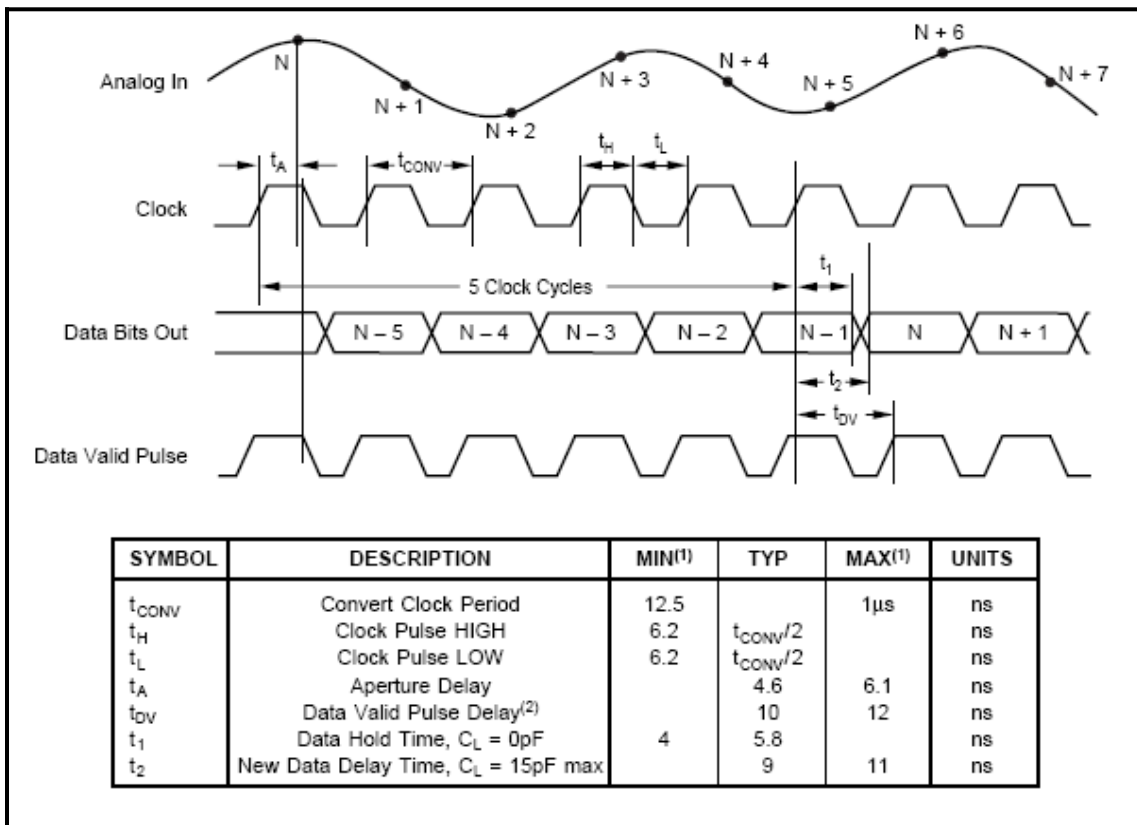 N
N + 1
N + 2
N + 3
N + 4
N + 5
N + 6
N + 7
Analog In
tA
tCONV
tH
tL
Clock
5 Clock Cycles
t1
Data Bits Out
N – 5
N – 4
N – 3
N – 2
N – 1
N
N + 1
t2
tDV
Data Valid Pulse
SYMBOL DESCRIPTION MIN(1) TYP MAX(1) UNITS
tCONV Convert Clock Period 12.5 1µs ns
tH Clock Pulse HIGH 6.2 tCONV/2 ns
tL Clock Pulse LOW 6.2 tCONV/2 ns
tA Aperture Delay 4.6 6.1 ns
tDV Data Valid Pulse Delay(2) 10 12 ns
t1 Data Hold Time, CL = 0pF 4 5.8 ns
t2 New Data Delay Time, CL = 15pF max 9 11 ns